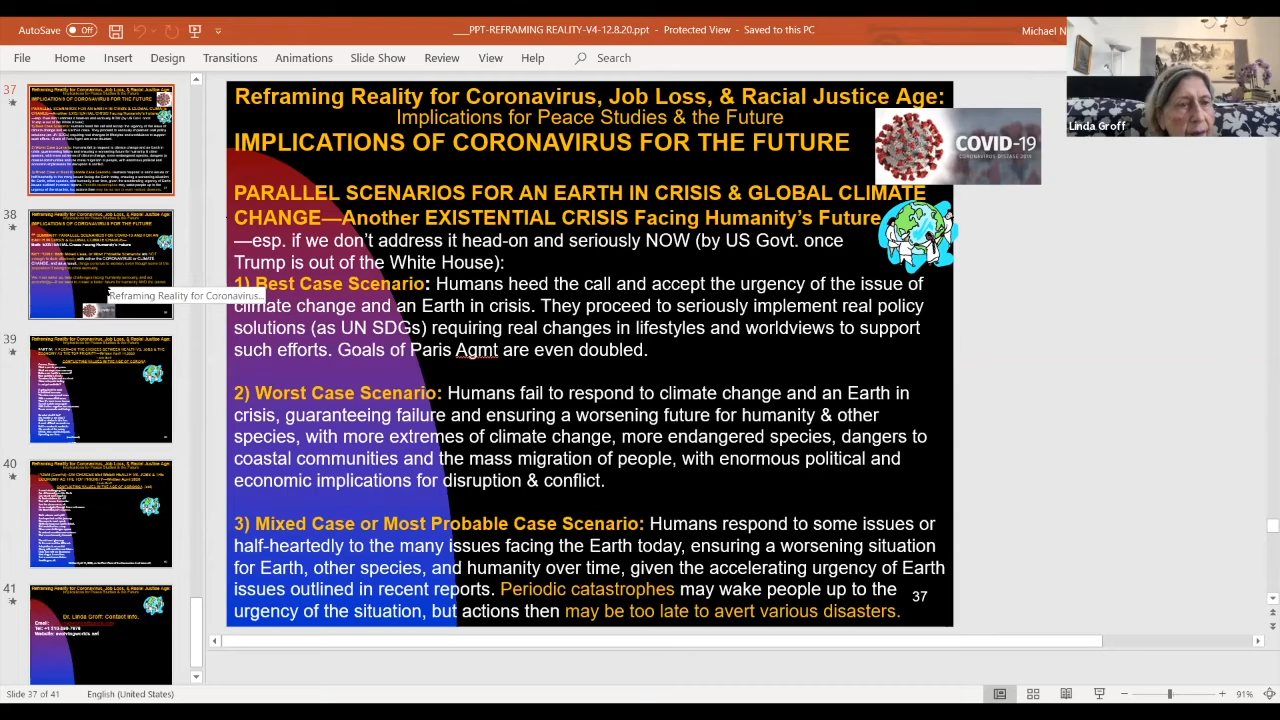 AutoSave Off
___PPT-REFRAMING REALITY-V4-12.8.20.ppt - Protected View - Saved to this PC
Michael N
File Home Insert Design Transitions Animations Slide Show Review View Help Search
Linda Groff
37
38
39
40
41
Reframing Reality for Coronavirus...
Dr. Linda Groff: Contact Info.
Reframing Reality for Coronavirus, Job Loss, & Racial Justice Age:
Implications for Peace Studies & the Future
IMPLICATIONS OF CORONAVIRUS FOR THE FUTURE
COVID-19
CORONAVIRUS DISEASE 2019
PARALLEL SCENARIOS FOR AN EARTH IN CRISIS & GLOBAL CLIMATE
CHANGE—Another EXISTENTIAL CRISIS Facing Humanity's Future
—esp. if we don't address it head on and seriously NOW (by US Govt. once
Trump is out of the White House):
1) Best Case Scenario: Humans heed the call and accept the urgency of the issue of
climate change and an Earth in crisis. They proceed to seriously implement real policy
solutions (as UN SDGs) requiring real changes in lifestyles and worldviews to support
such efforts. Goals of Paris Agmt are even doubled.
2) Worst Case Scenario: Humans fail to respond to climate change and an Earth in
crisis, guaranteeing failure and ensuring a worsening future for humanity & other
species, with more extremes of climate change, more endangered species, dangers to
coastal communities and the mass migration of people, with enormous political and
economic implications for disruption & conflict.
3) Mixed Case or Most Probable Case Scenario: Humans respond to some issues or
half-heartedly to the many issues facing the Earth today, ensuring a worsening situation
for Earth, other species, and humanity over time, given the accelerating urgency of Earth
issues outlined in recent reports. Periodic catastrophes may wake people up to the
urgency of the situation, but actions then may be too late to avert various disasters.
37
Slide 37 of 41 English (United States)
91%